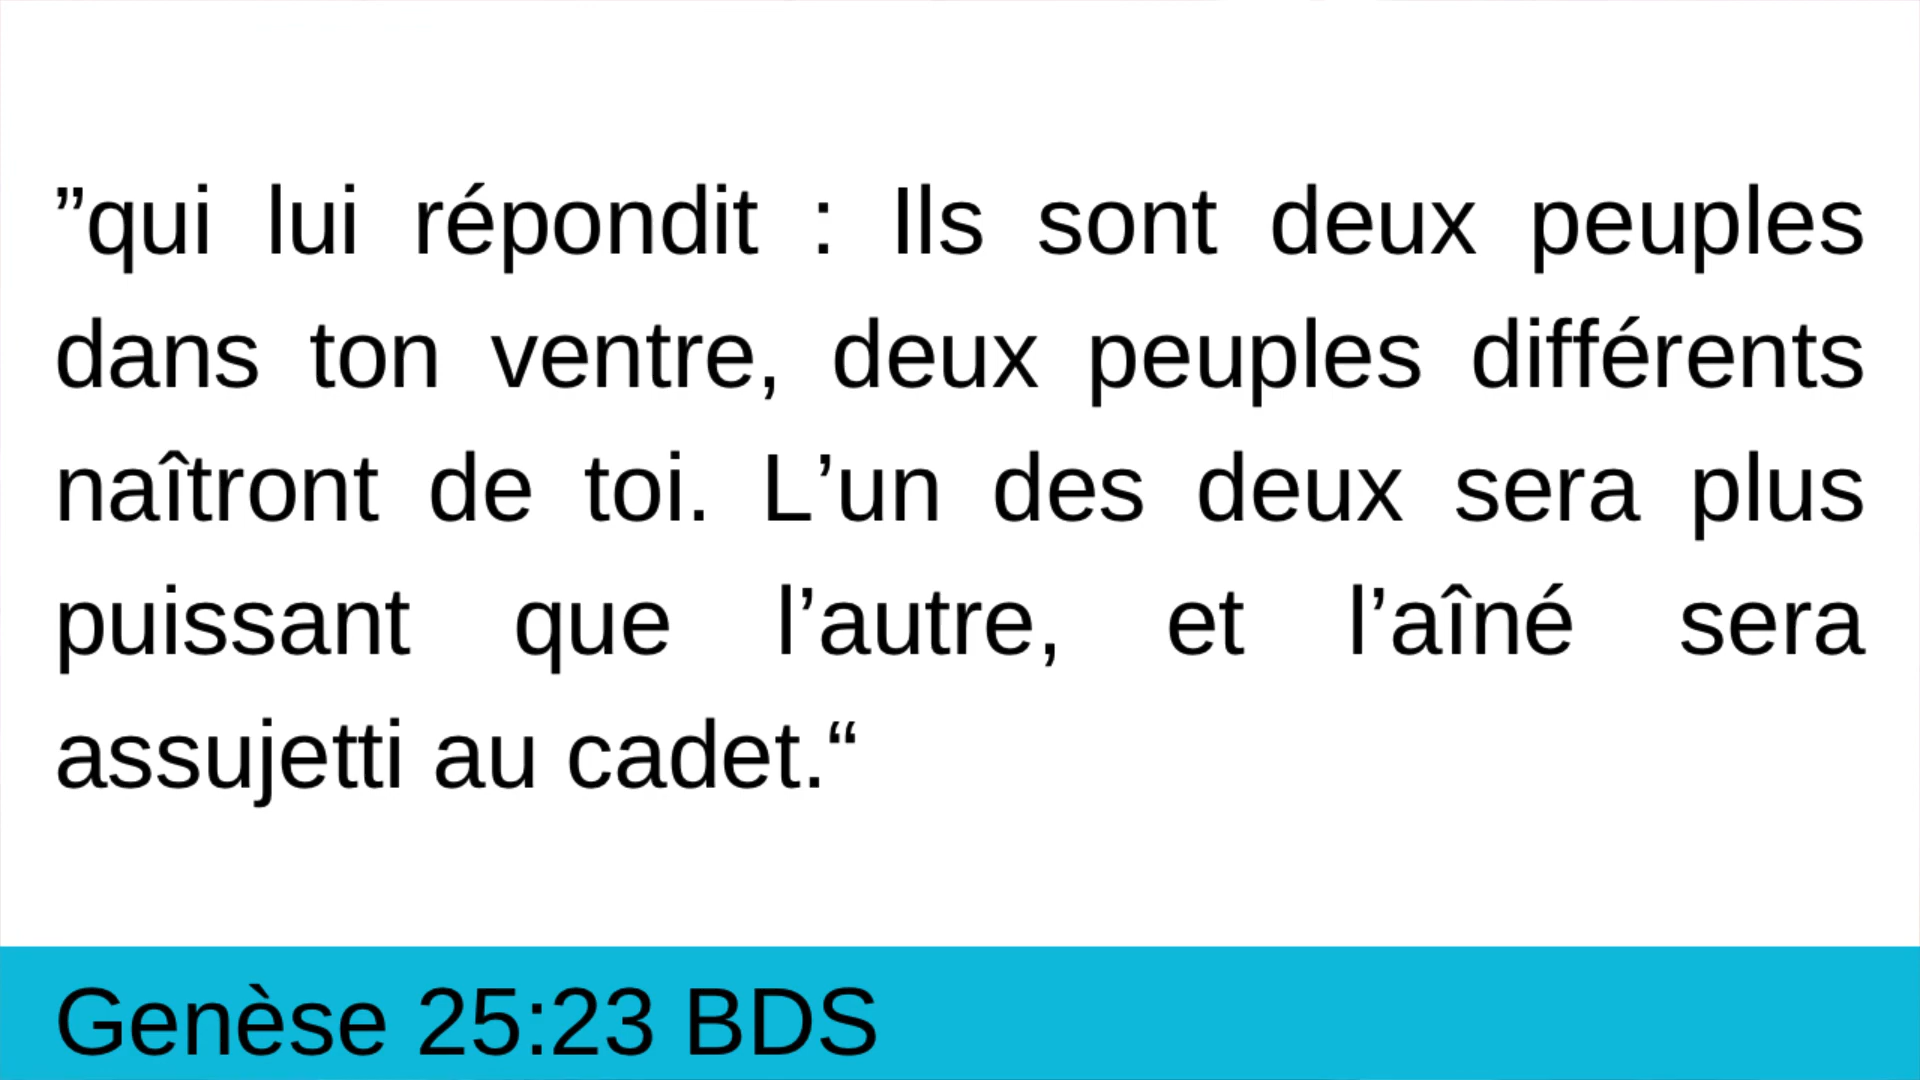 ”qui lui répondit : Ils sont deux peuples
dans ton ventre, deux peuples différents
naîtront de toi. L’un des deux sera plus
puissant que l’autre, et l’aîné sera
assujetti au cadet.“
Genèse 25:23 BDS